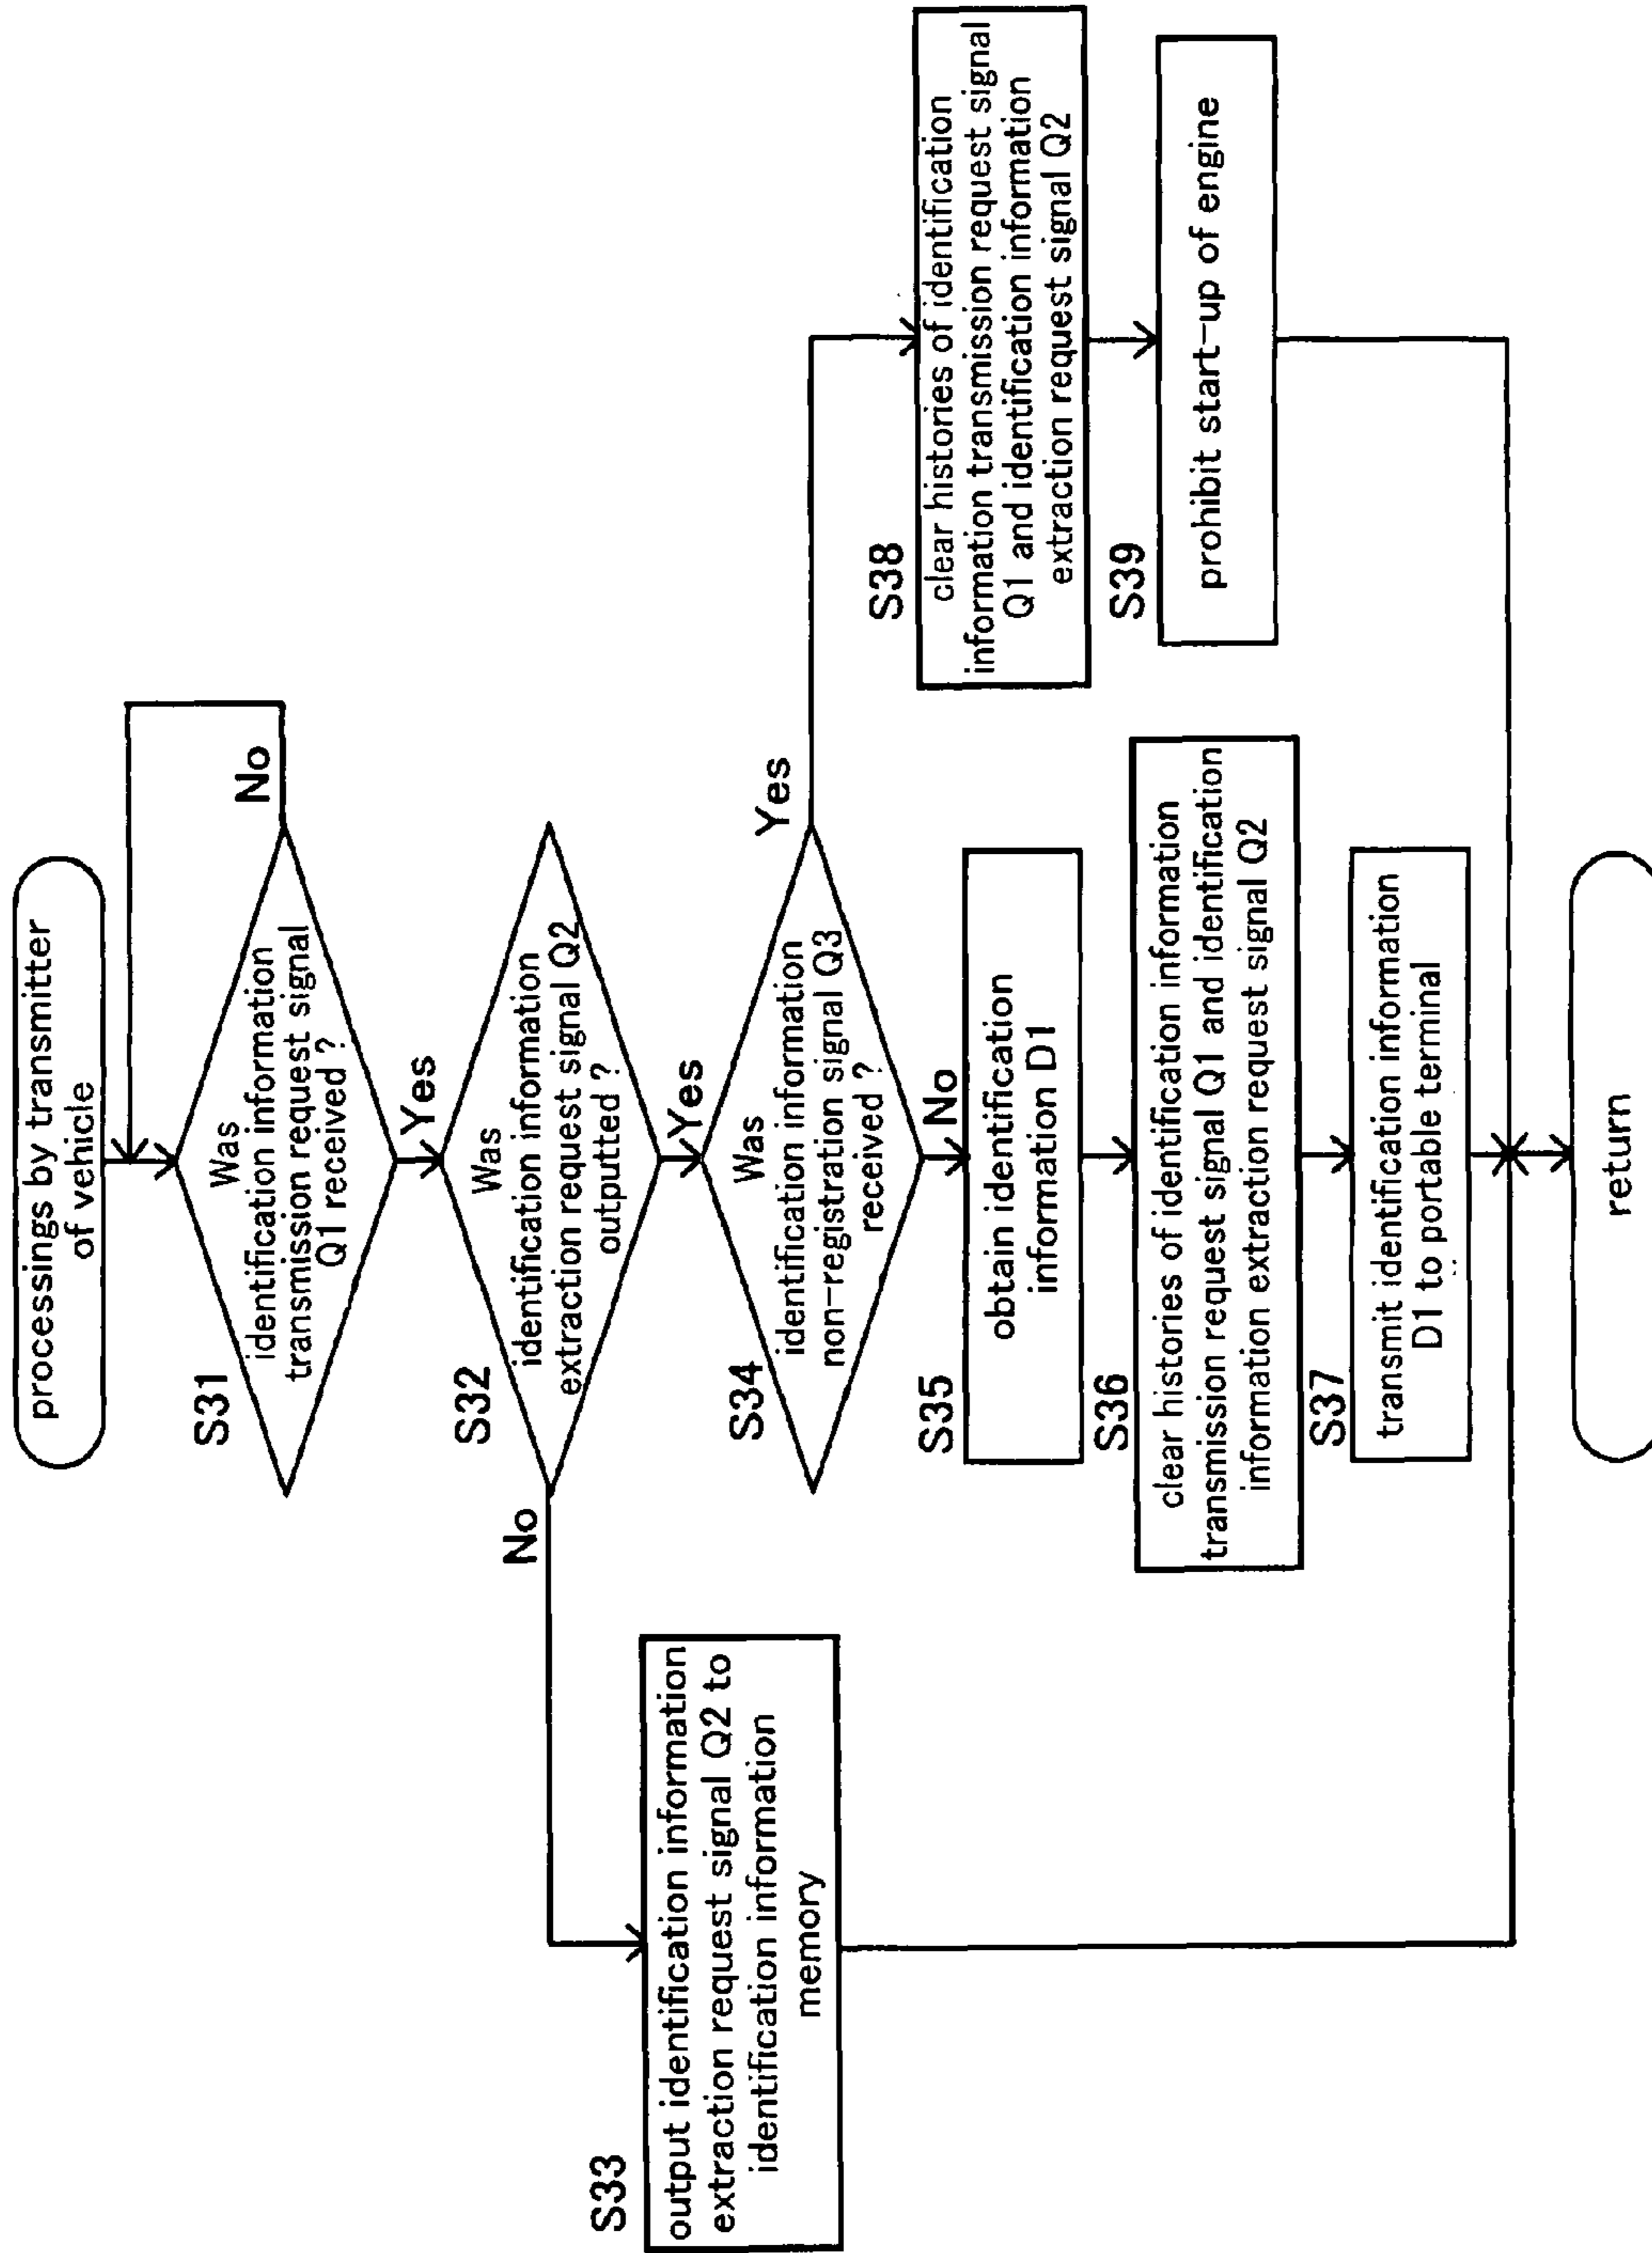 processings by transmitter
of vehicle
S31
Was
identification information
transmission request signal
Q1 received ?
No
Yes
S32
Was
identification information
extraction request signal Q2
outputted ?
No
Yes
S33
output identification information
extraction request signal Q2 to
identification information
memory
S34
Was
identification information
non-registration signal Q3
received ?
Yes
No
S35
obtain identification
information D1
S36
clear histories of identification information
transmission request signal Q1 and identification
information extraction request signal Q2
S37
transmit identification information
D1 to portable terminal
S38
clear histories of identification
information transmission request signal
Q1 and identification information
extraction request signal Q2
S39
prohibit start-up of engine
return